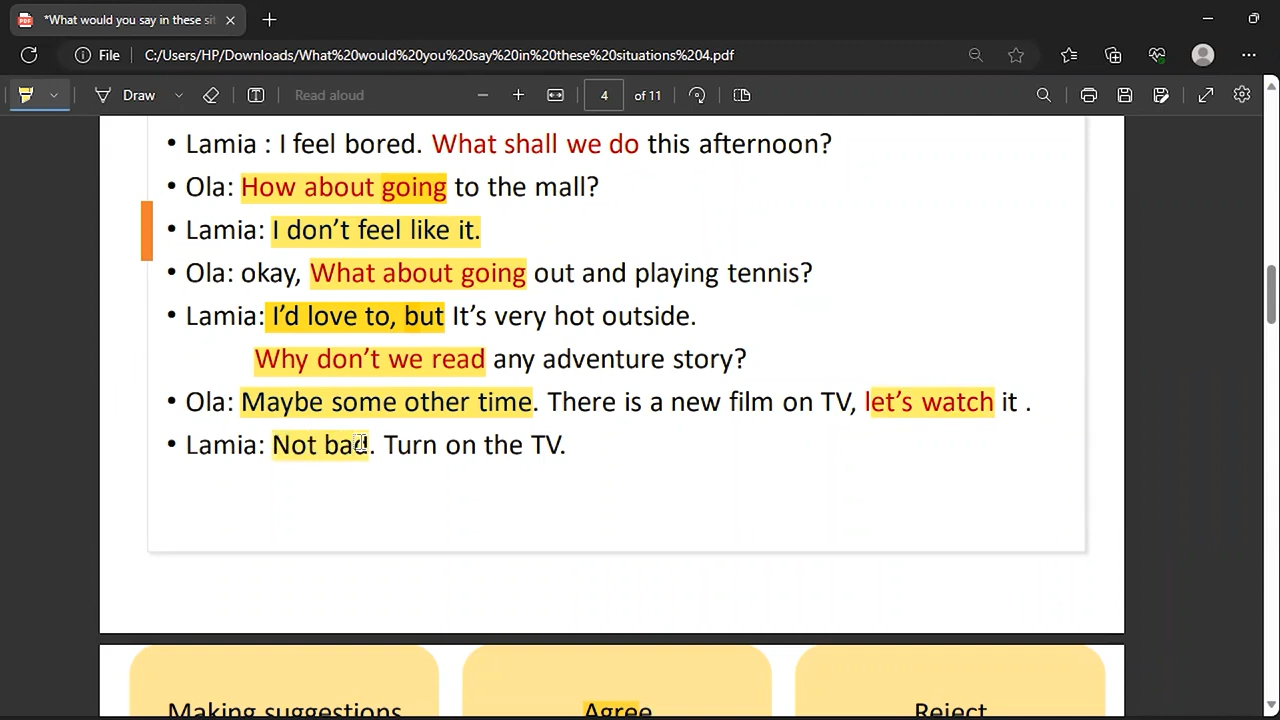 *What would you say in these sit
File
C:/Users/HP/Downloads/What%20would%20you%20say%20in%20these%20situations%204.pdf
Draw
Read aloud
4
of 11
• Lamia : I feel bored. What shall we do this afternoon?
• Ola: How about going to the mall?
• Lamia: I don’t feel like it.
• Ola: okay, What about going out and playing tennis?
• Lamia: I’d love to, but It’s very hot outside.
Why don’t we read any adventure story?
• Ola: Maybe some other time. There is a new film on TV, let’s watch it .
• Lamia: Not bad. Turn on the TV.
Making suggestions
Agree
Reject